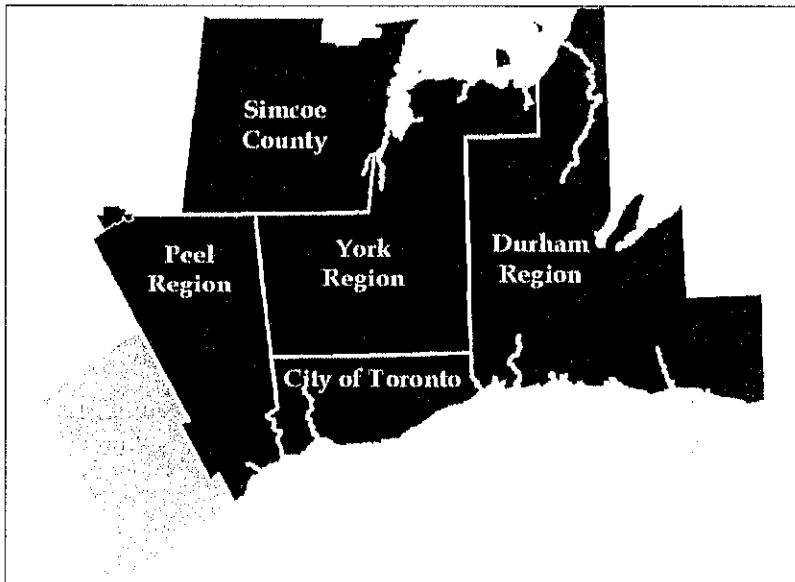 Simcoe
County
Peel
Region
York
Region
Durham
Region
City of Toronto